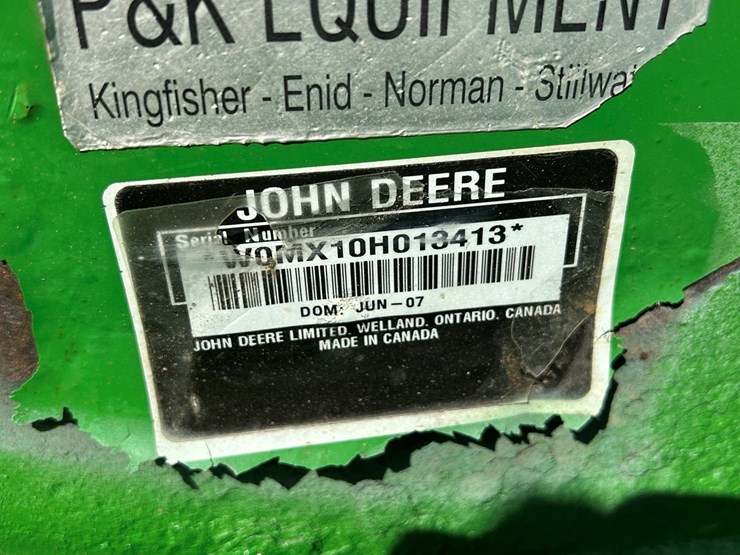 P&K EQUIPMENT
Kingfisher - Enid - Norman -
JOHN DEERE
Serial Number
*W0MX10H013413*
DOM: JUN-07
JOHN DEERE LIMITED. WELLAND. ONTARIO. CANADA
MADE IN CANADA